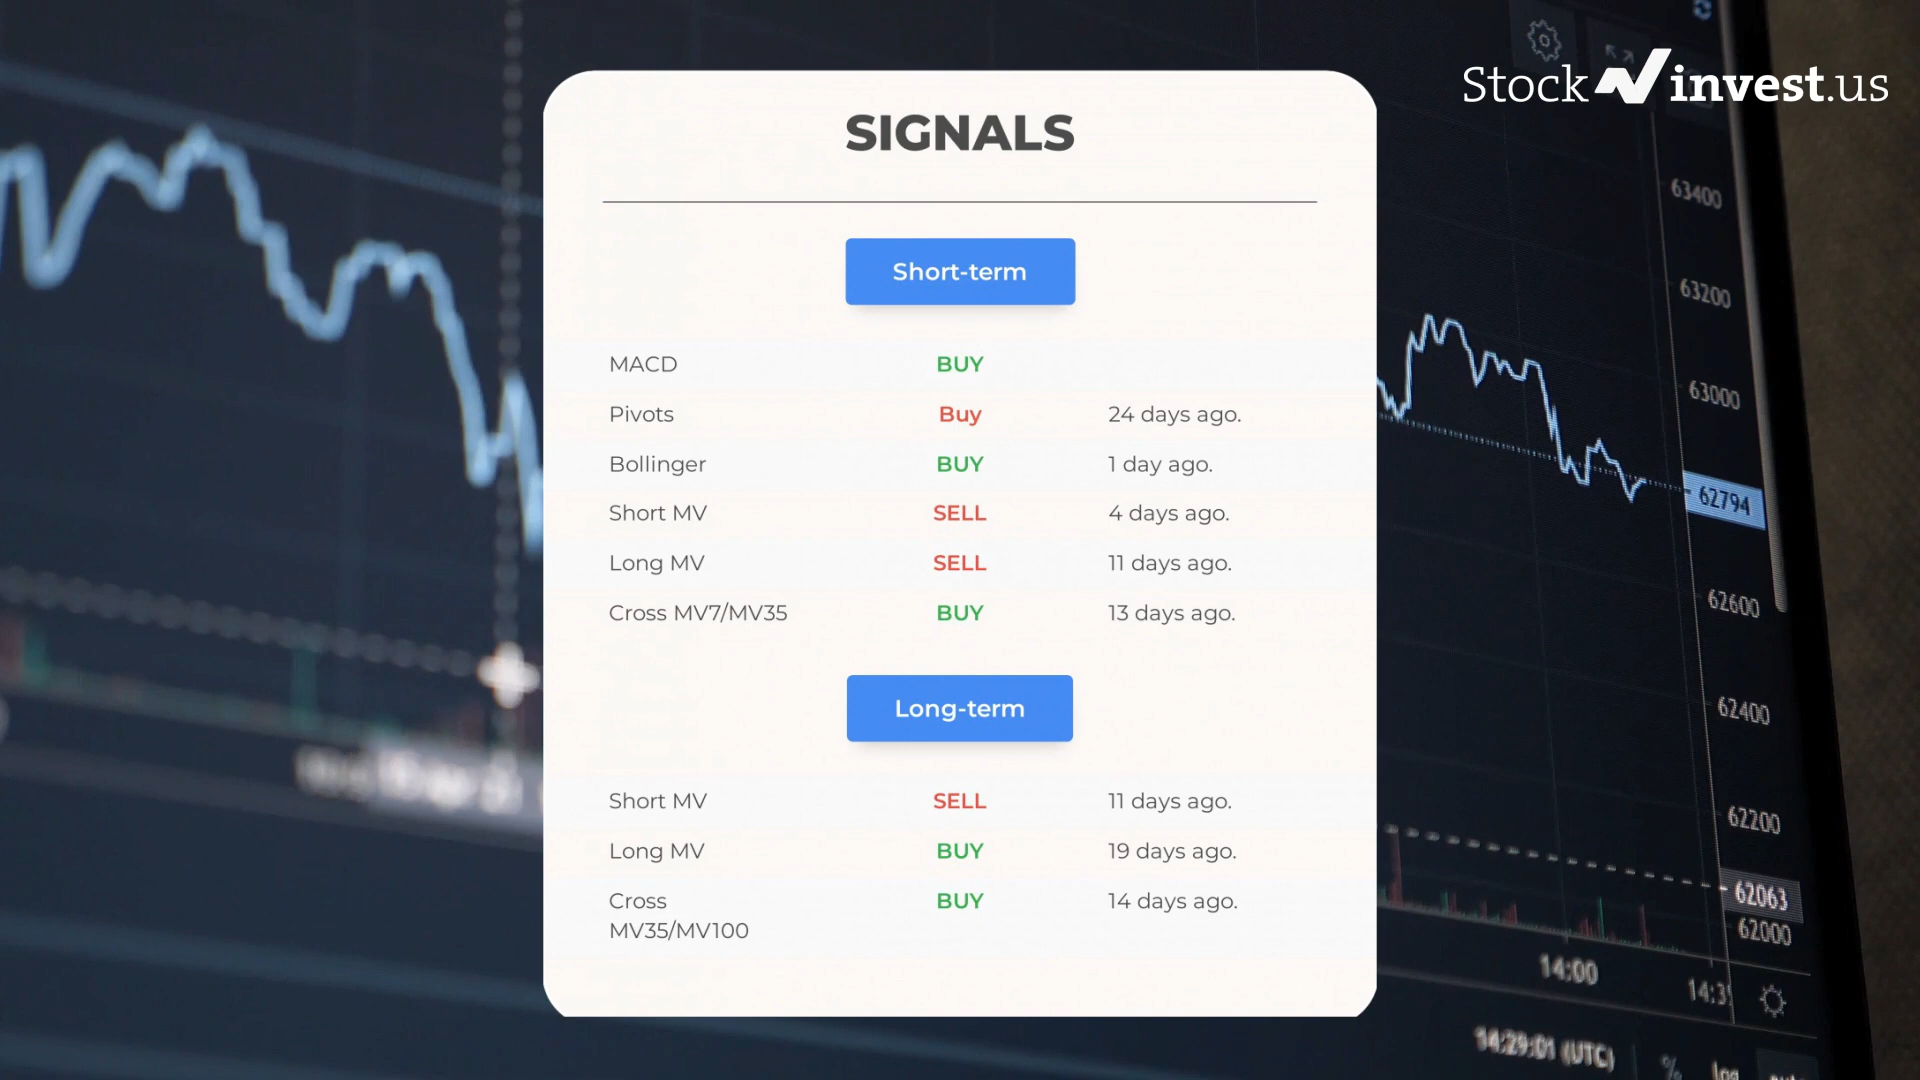 Stock invest.us
SIGNALS
Short-term
MACD BUY
Pivots Buy 24 days ago.
Bollinger BUY 1 day ago.
Short MV SELL 4 days ago.
Long MV SELL 11 days ago.
Cross MV7/MV35 BUY 13 days ago.
Long-term
Short MV SELL 11 days ago.
Long MV BUY 19 days ago.
Cross BUY 14 days ago.
MV35/MV100
63400
63200
63000
62794
62600
62400
62200
62063
62000
14:00
14:29:01 (UTC)
%